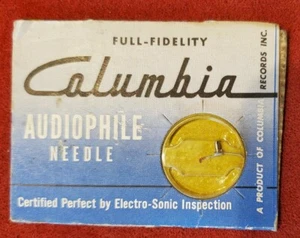 FULL-FIDELITY
Columbia
AUDIOPHILE
NEEDLE
Certified Perfect by Electro-Sonic Inspection
A PRODUCT OF COLUMBIA RECORDS INC.